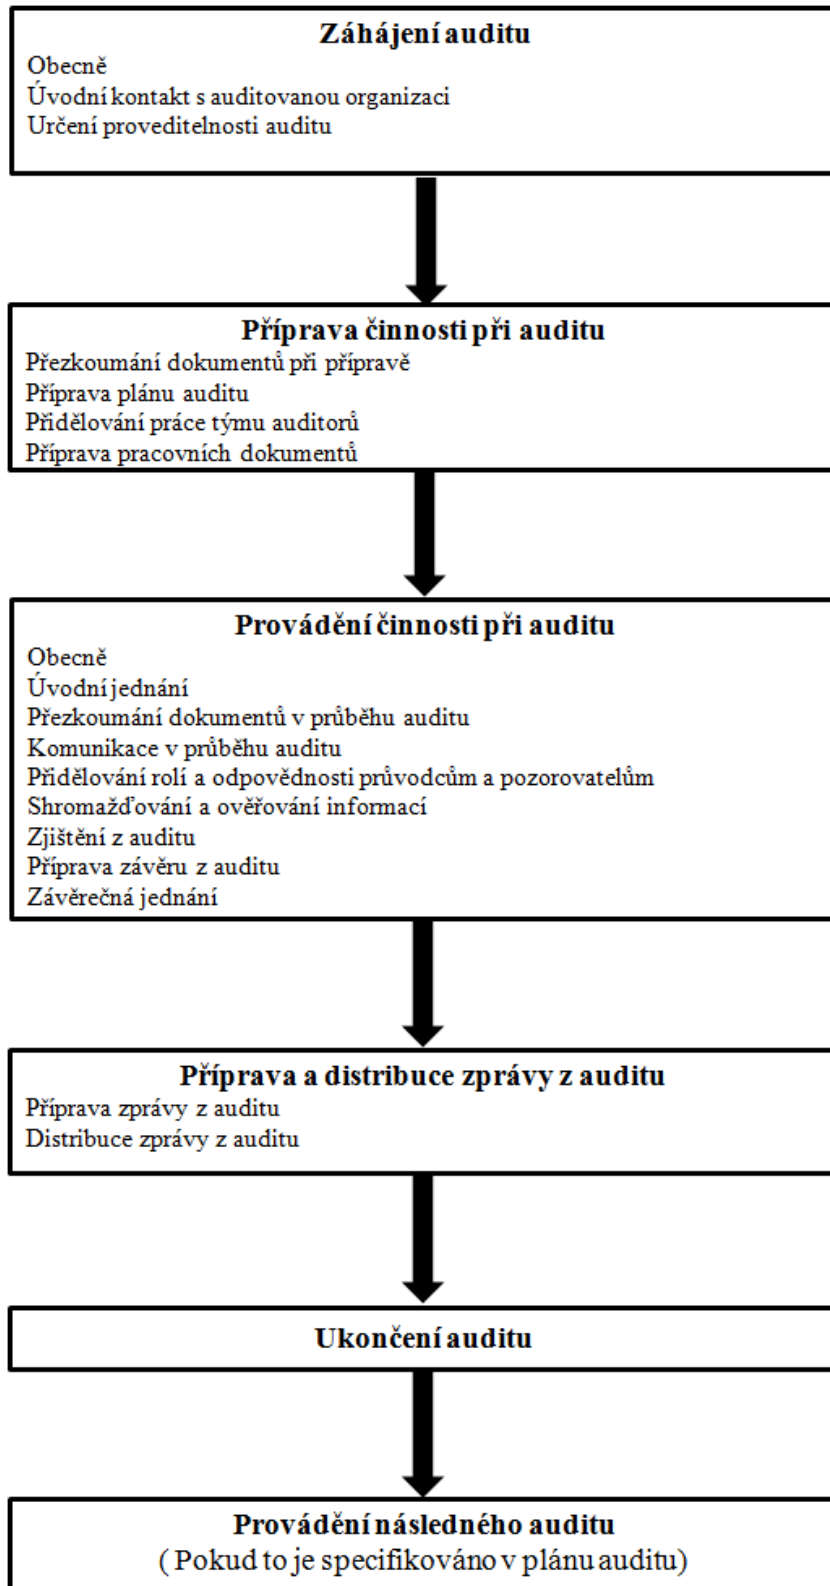 Záhájení auditu
Obecně
Úvodní kontakt s auditovanou organizaci
Určení proveditelnosti auditu
Příprava činnosti při auditu
Přezkoumání dokumentů při přípravě
Příprava plánu auditu
Přidělování práce týmu auditorů
Příprava pracovních dokumentů
Provádění činnosti při auditu
Obecně
Úvodní jednání
Přezkoumání dokumentů v průběhu auditu
Komunikace v průběhu auditu
Přidělování rolí a odpovědnosti průvodcům a pozorovatelům
Shromažďování a ověřování informací
Zjištění z auditu
Příprava závěru z auditu
Závěrečná jednání
Příprava a distribuce zprávy z auditu
Příprava zprávy z auditu
Distribuce zprávy z auditu
Ukončení auditu
Provádění následného auditu
( Pokud to je specifikováno v plánu auditu)